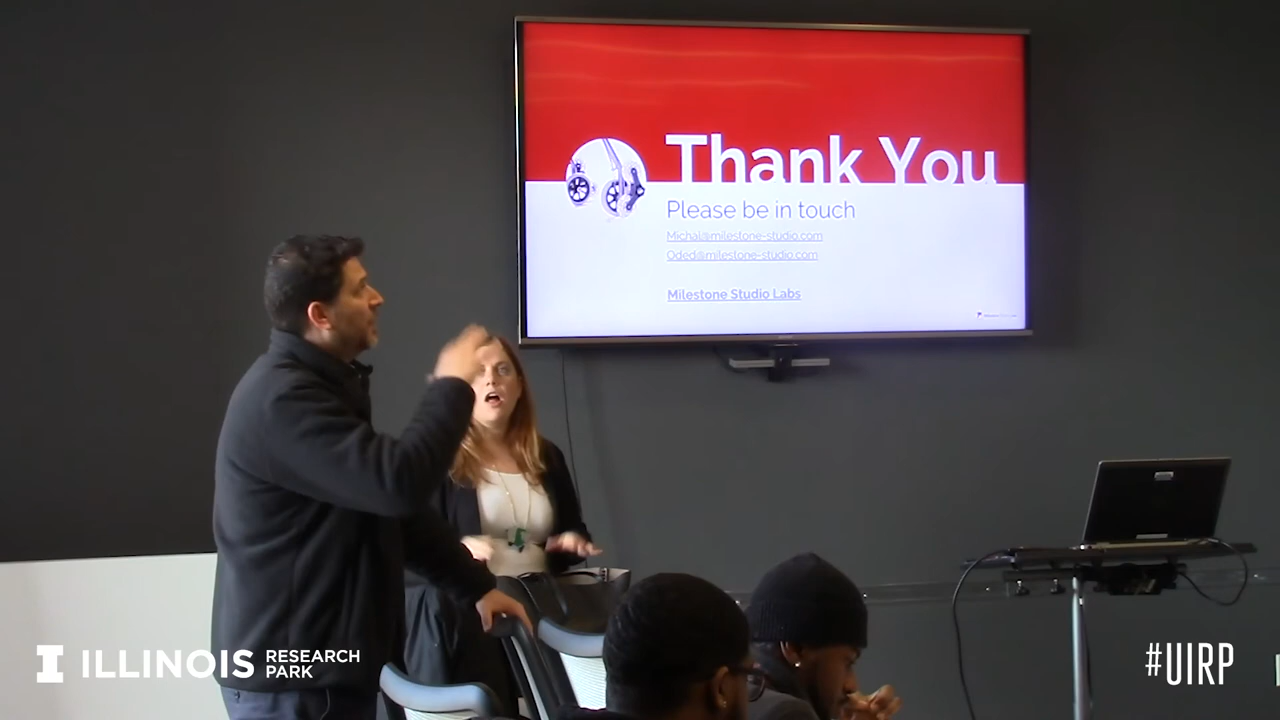 Thank You
Please be in touch
Michal@milestone-studio.com
Oded@milestone-studio.com
Milestone Studio Labs
ILLINOIS RESEARCH PARK
#UIRP